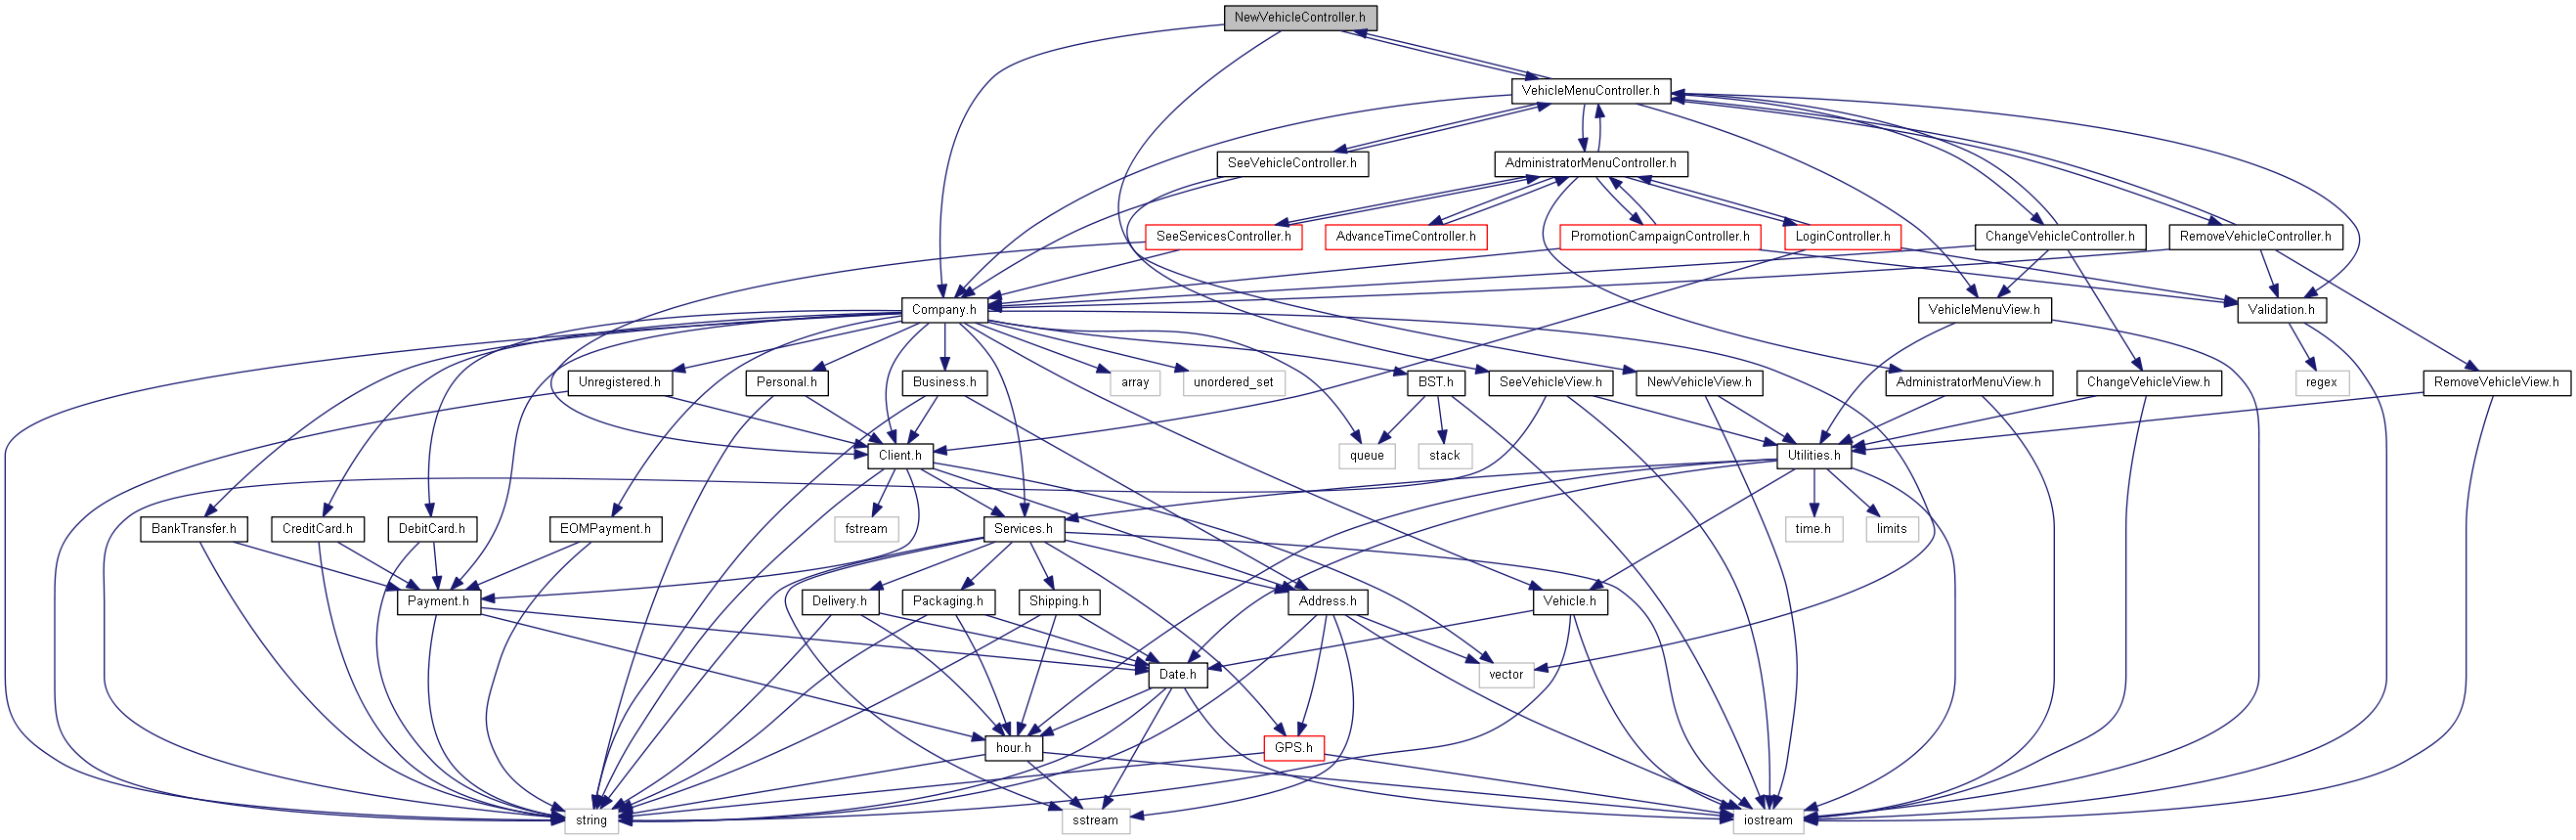 NewVehicleController.h
VehicleMenuController.h
SeeVehicleController.h
AdministratorMenuController.h
SeeServicesController.h
AdvanceTimeController.h
PromotionCampaignController.h
LoginController.h
ChangeVehicleController.h
RemoveVehicleController.h
Company.h
VehicleMenuView.h
Validation.h
Unregistered.h
Personal.h
Business.h
array
unordered_set
BST.h
SeeVehicleView.h
NewVehicleView.h
AdministratorMenuView.h
ChangeVehicleView.h
regex
RemoveVehicleView.h
Client.h
queue
stack
Utilities.h
BankTransfer.h
CreditCard.h
DebitCard.h
EOMPayment.h
fstream
Services.h
time.h
limits
Payment.h
Delivery.h
Packaging.h
Shipping.h
Address.h
Vehicle.h
Date.h
vector
hour.h
GPS.h
string
sstream
iostream